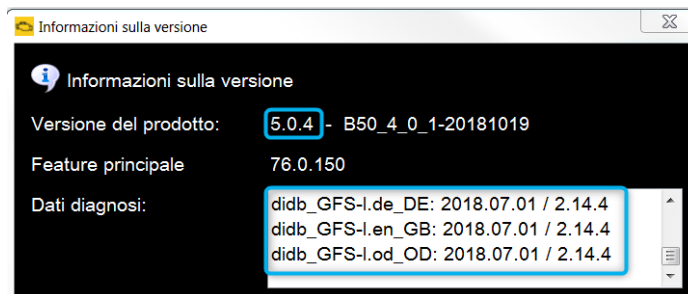 Informazioni sulla versione
Informazioni sulla versione
Versione del prodotto: 5.0.4 - B50_4_0_1-20181019
Feature principale 76.0.150
Dati diagnosi: didb_GFS-l.de_DE: 2018.07.01 / 2.14.4
didb_GFS-l.en_GB: 2018.07.01 / 2.14.4
didb_GFS-l.od_OD: 2018.07.01 / 2.14.4